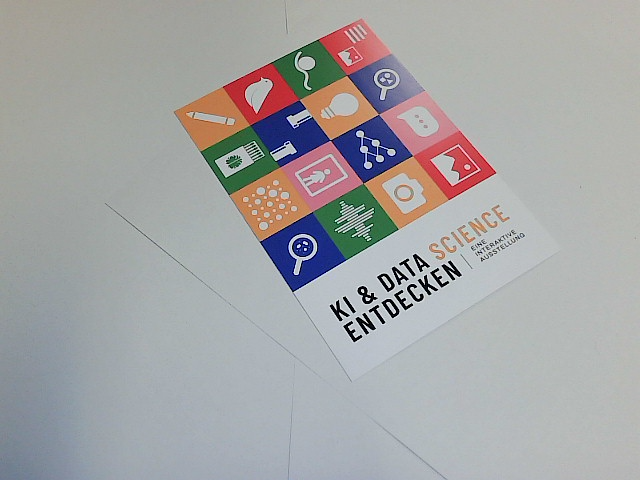 KI & DATA SCIENCE
ENTDECKEN
EINE
INTERAKTIVE
AUSSTELLUNG